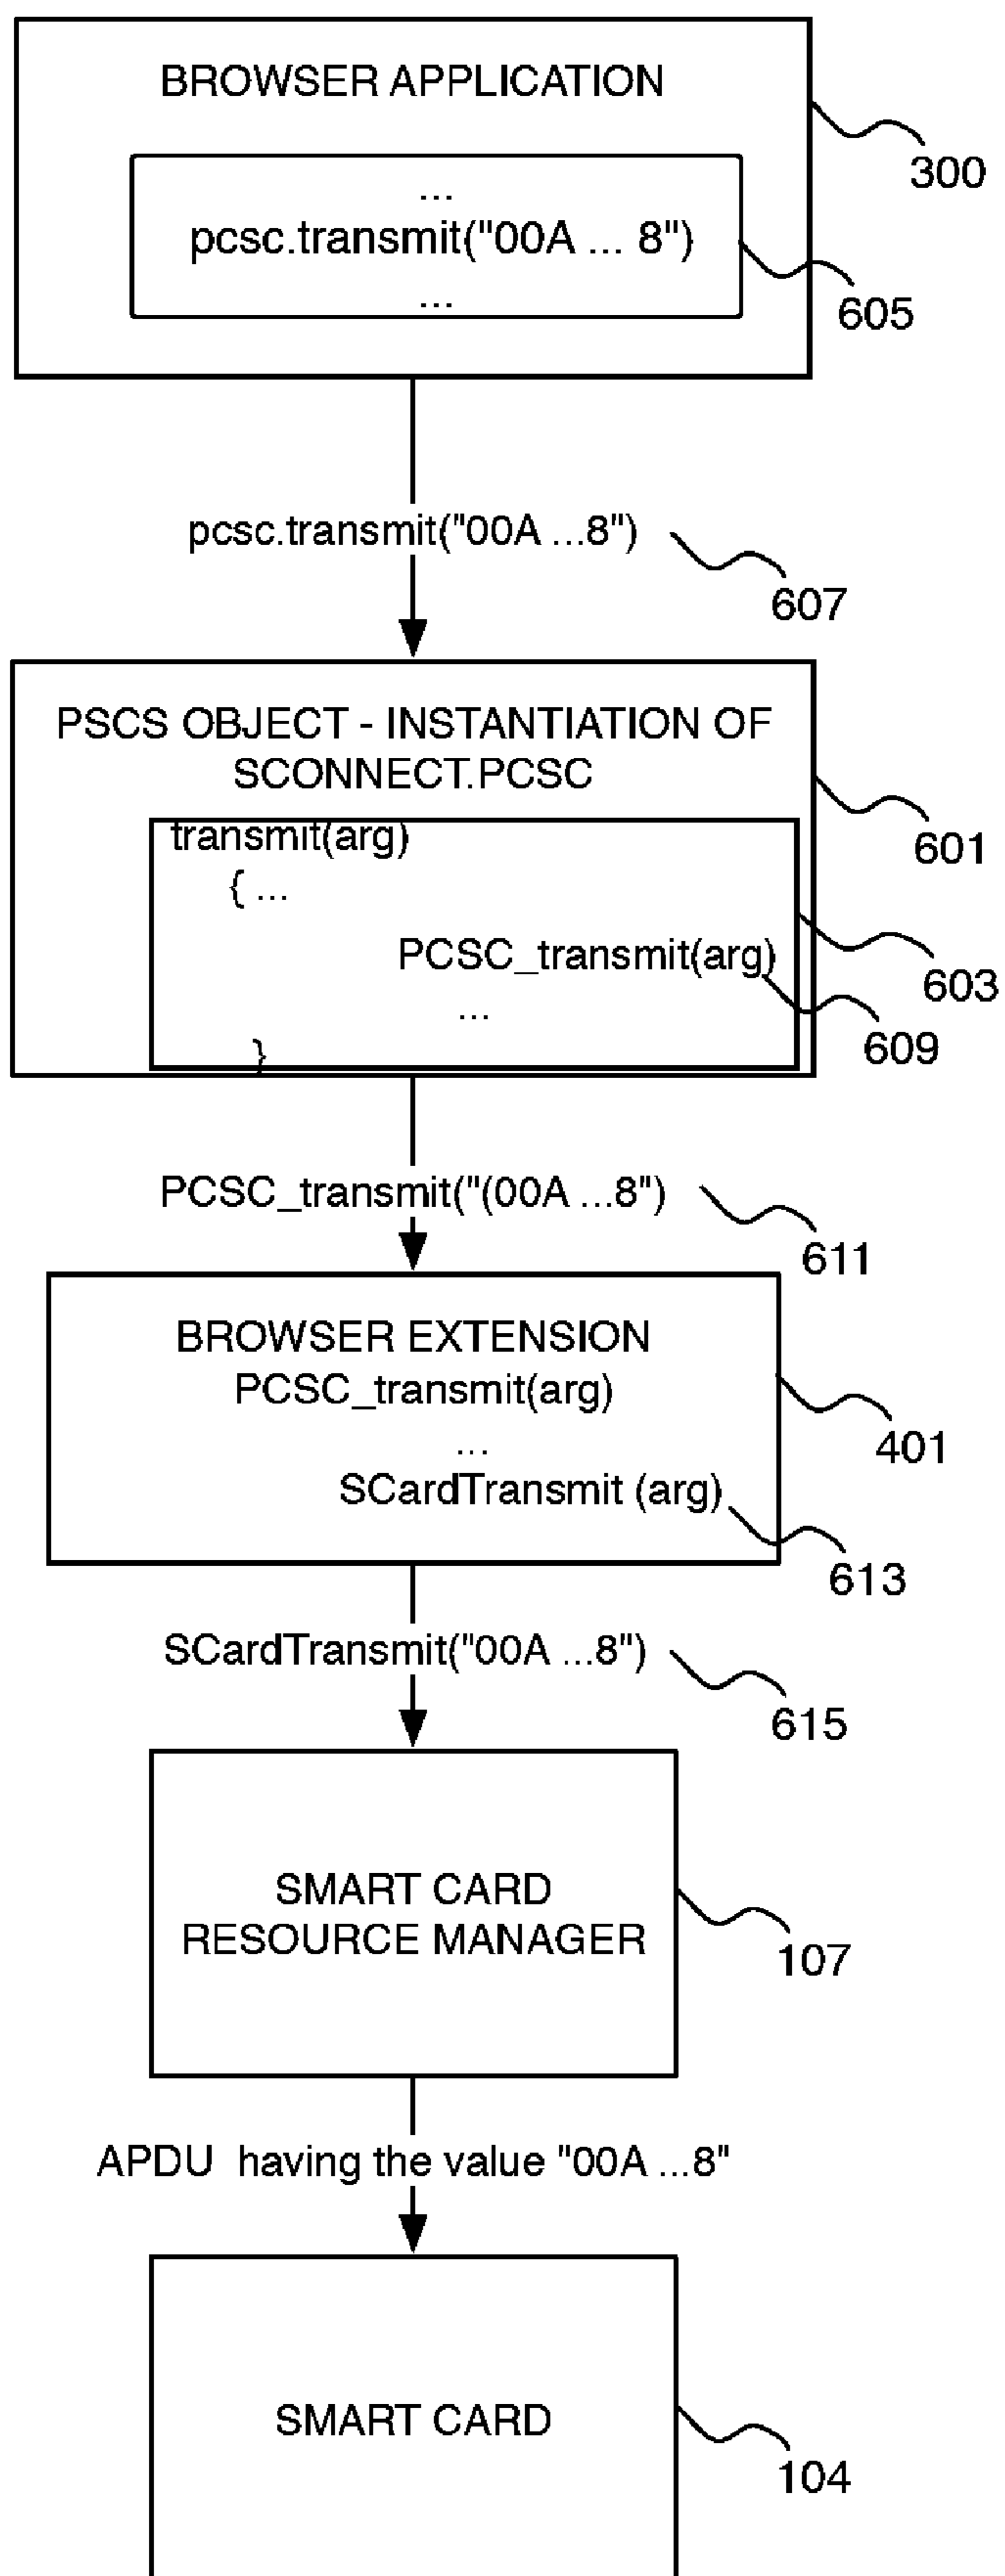 BROWSER APPLICATION
300
...
pcsc.transmit("00A ... 8")
...
605
pcsc.transmit("00A ...8")
607
PSCS OBJECT - INSTANTIATION OF
SCONNECT.PCSC
601
transmit(arg)
{ ...
PCSC_transmit(arg)
603
...
609
}
PCSC_transmit("(00A ...8")
611
BROWSER EXTENSION
PCSC_transmit(arg)
401
...
SCardTransmit (arg)
613
SCardTransmit("00A ...8")
615
SMART CARD
RESOURCE MANAGER
107
APDU  having the value "00A ...8"
SMART CARD
104